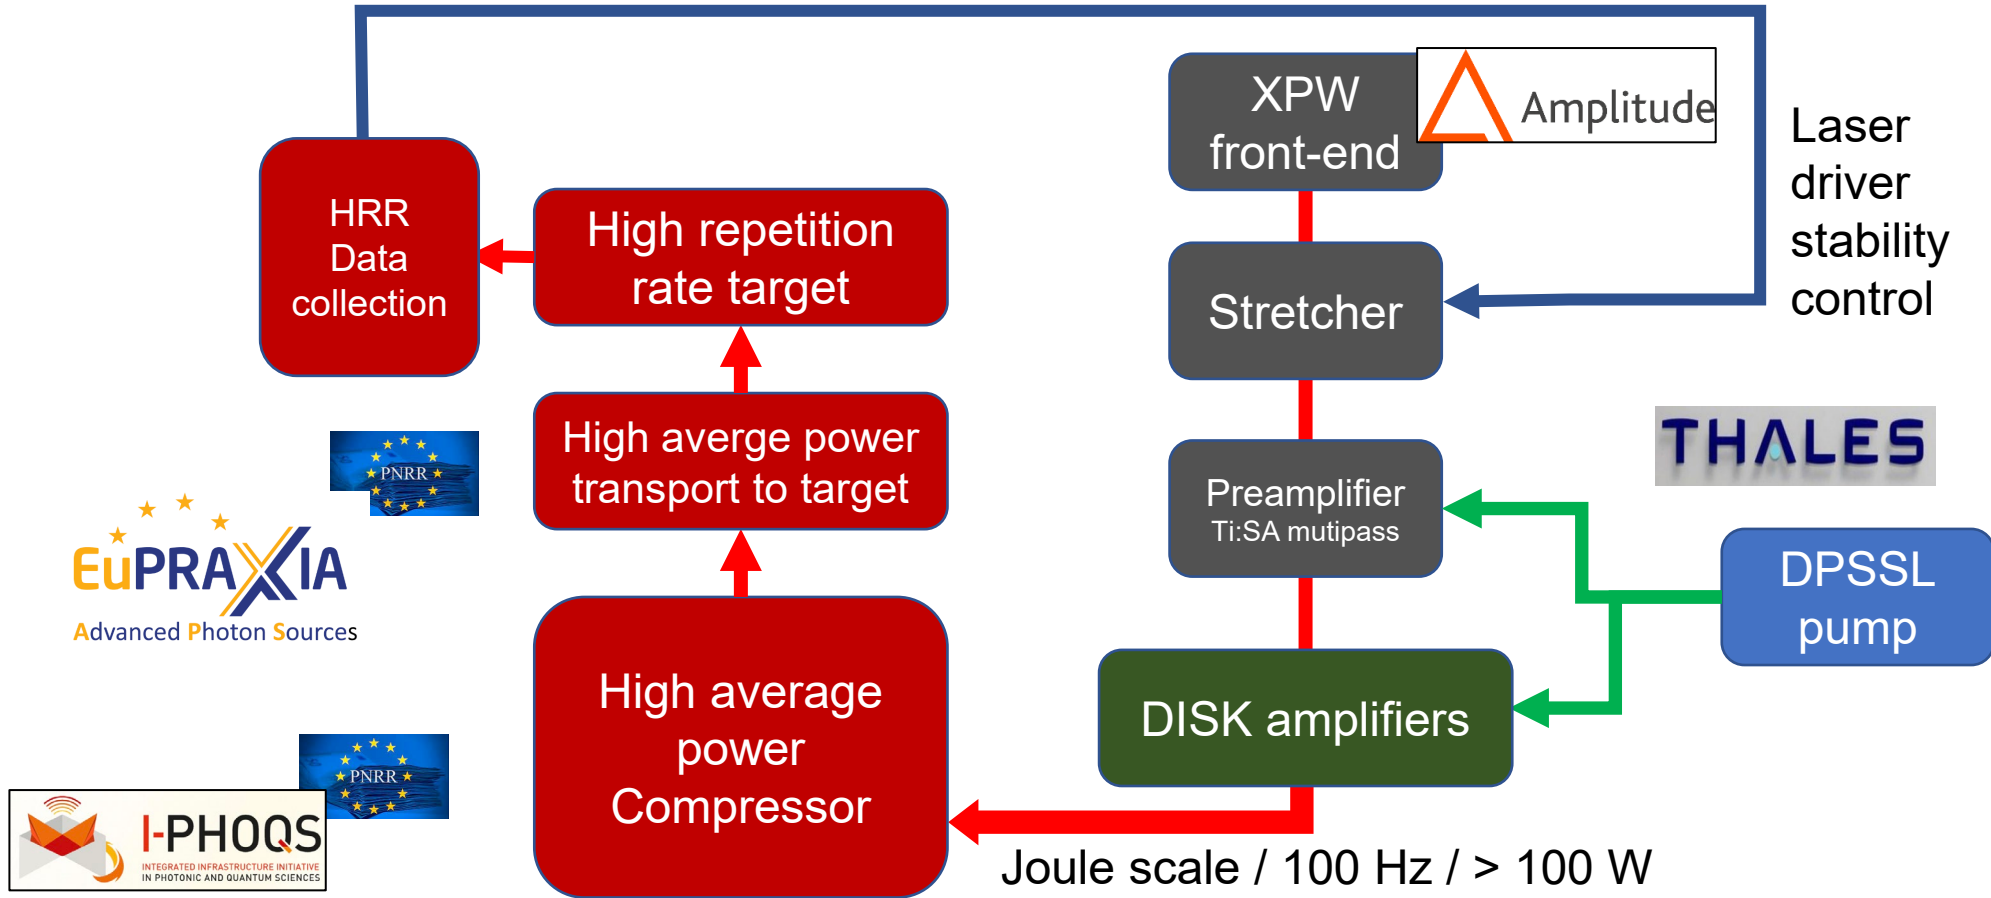 XPW
front-end
Amplitude
Laser
driver
stability
control
HRR
Data
collection
High repetition
rate target
Stretcher
High averge power
transport to target
Preamplifier
Ti:SA mutipass
THALES
PNRR
EuPRAXIA
Advanced Photon Sources
DPSSL
pump
High average
power
Compressor
DISK amplifiers
PNRR
I-PHOQS
INTEGRATED INFRASTRUCTURE INITIATIVE
IN PHOTONIC AND QUANTUM SCIENCES
Joule scale / 100 Hz / > 100 W